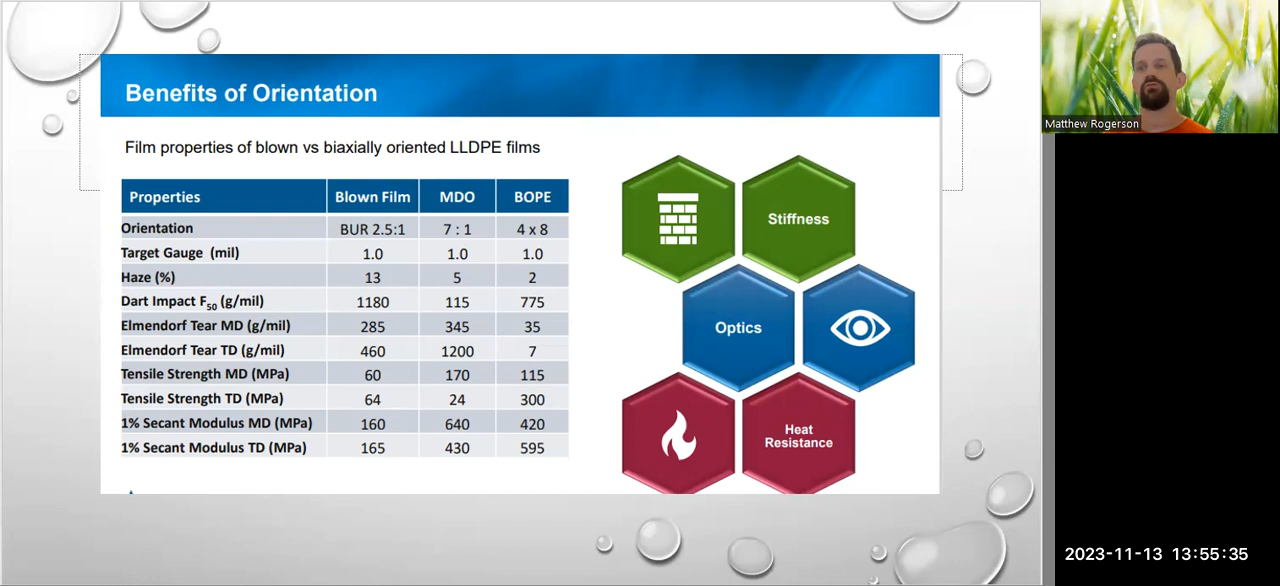 Benefits of Orientation
Matthew Rogerson
Film properties of blown vs biaxially oriented LLDPE films
Properties Blown Film MDO BOPE
Orientation BUR 2.5:1 7 : 1 4 x 8
Target Gauge (mil) 1.0 1.0 1.0
Haze (%) 13 5 2
Dart Impact F50 (g/mil) 1180 115 775
Elmendorf Tear MD (g/mil) 285 345 35
Elmendorf Tear TD (g/mil) 460 1200 7
Tensile Strength MD (MPa) 60 170 115
Tensile Strength TD (MPa) 64 24 300
1% Secant Modulus MD (MPa) 160 640 420
1% Secant Modulus TD (MPa) 165 430 595
Stiffness
Optics
Heat
Resistance
2023-11-13 13:55:35